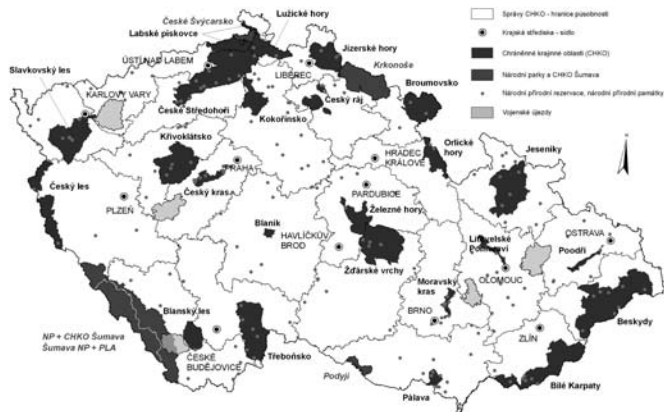 České Švýcarsko
Lužické hory
Labské pískovce
Jizerské hory
ÚSTÍ NAD LABEM
LIBEREC
Krkonoše
Slavkovský les
KARLOVY VARY
České Středohoří
Český ráj
Broumovsko
Kokořínsko
Křivoklátsko
Orlické
hory
Jeseníky
HRADEC
KRÁLOVÉ
PRAHA
Český les
Český kras
PARDUBICE
PLZEŇ
Železné hory
OSTRAVA
Blaník
HAVLÍČKŮV
BROD
Litovelské
Pomoraví
Poodří
Žďárské vrchy
OLOMOUC
Moravský
kras
Blanský les
BRNO
Beskydy
NP + CHKO Šumava
Šumava NP + PLA
ZLÍN
ČESKÉ
BUDĚJOVICE
Třeboňsko
Podyjí
Pálava
Bílé Karpaty
Správy CHKO - hranice působnosti
Krajská střediska - sídlo
Chráněné krajinné oblasti (CHKO)
Národní parky a CHKO Šumava
Národní přírodní rezervace, národní přírodní památky
Vojenské újezdy